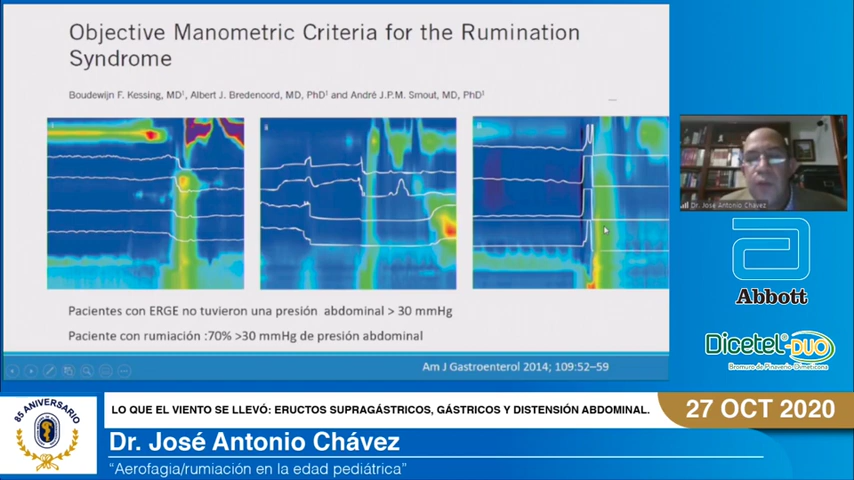 Objective Manometric Criteria for the Rumination
Syndrome
Boudewijn F. Kessing, MD¹, Albert J. Bredenoord, MD, PhD¹ and André J.P.M. Smout, MD, PhD¹
Pacientes con ERGE no tuvieron una presión abdominal > 30 mmHg
Paciente con rumiación :70% >30 mmHg de presión abdominal
Am J Gastroenterol 2014; 109:52–59
Dr. José Antonio Chávez
Abbott
Dicetel®-DUO
Bromuro de Pinaverio-Dimeticona
85 ANIVERSARIO
LO QUE EL VIENTO SE LLEVÓ: ERUCTOS SUPRAGÁSTRICOS, GÁSTRICOS Y DISTENSIÓN ABDOMINAL.
27 OCT 2020
Dr. José Antonio Chávez
“Aerofagia/rumiación en la edad pediátrica”